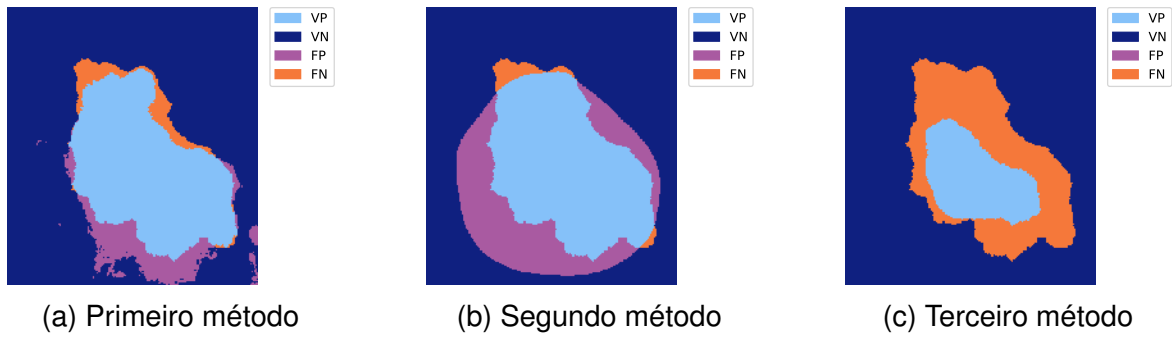 VP
VN
FP
FN
VP
VN
FP
FN
VP
VN
FP
FN
(a) Primeiro método
(b) Segundo método
(c) Terceiro método